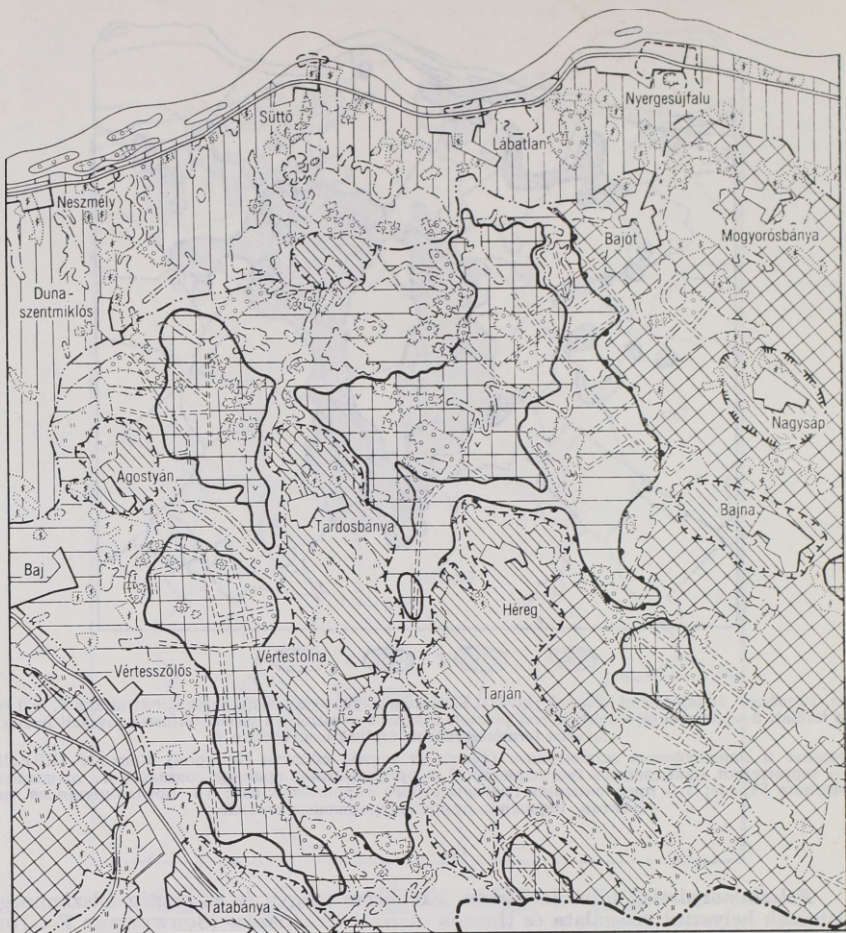 Süttő
Lábatlan
Nyergesújfalu
Neszmély
Bajót
Mogyorósbánya
Duna-
szentmiklós
Nagysáp
Agostyán
Tardosbánya
Bajna
Baj
Héreg
Vértesszőlős
Vértestolna
Tarján
Tatabánya